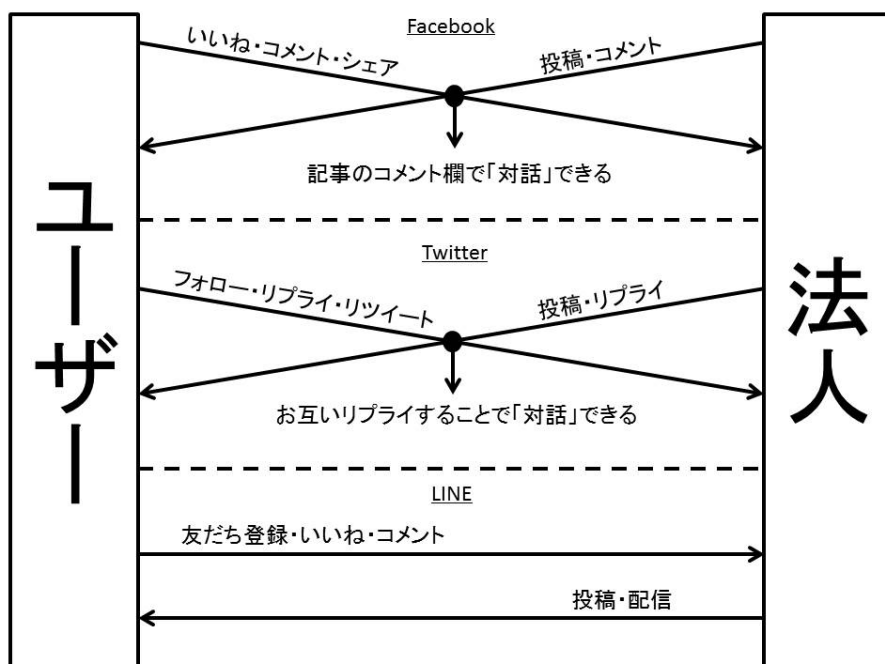 Facebook
いいね・コメント・シェア
投稿・コメント
記事のコメント欄で「対話」できる
ユーザー
法人
Twitter
フォロー・リプライ・リツイート
投稿・リプライ
お互いリプライすることで「対話」できる
LINE
友だち登録・いいね・コメント
投稿・配信